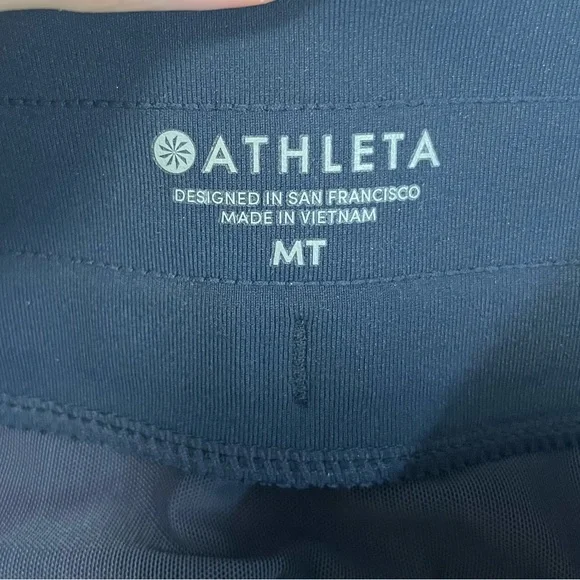 ATHLETA
DESIGNED IN SAN FRANCISCO
MADE IN VIETNAM
MT